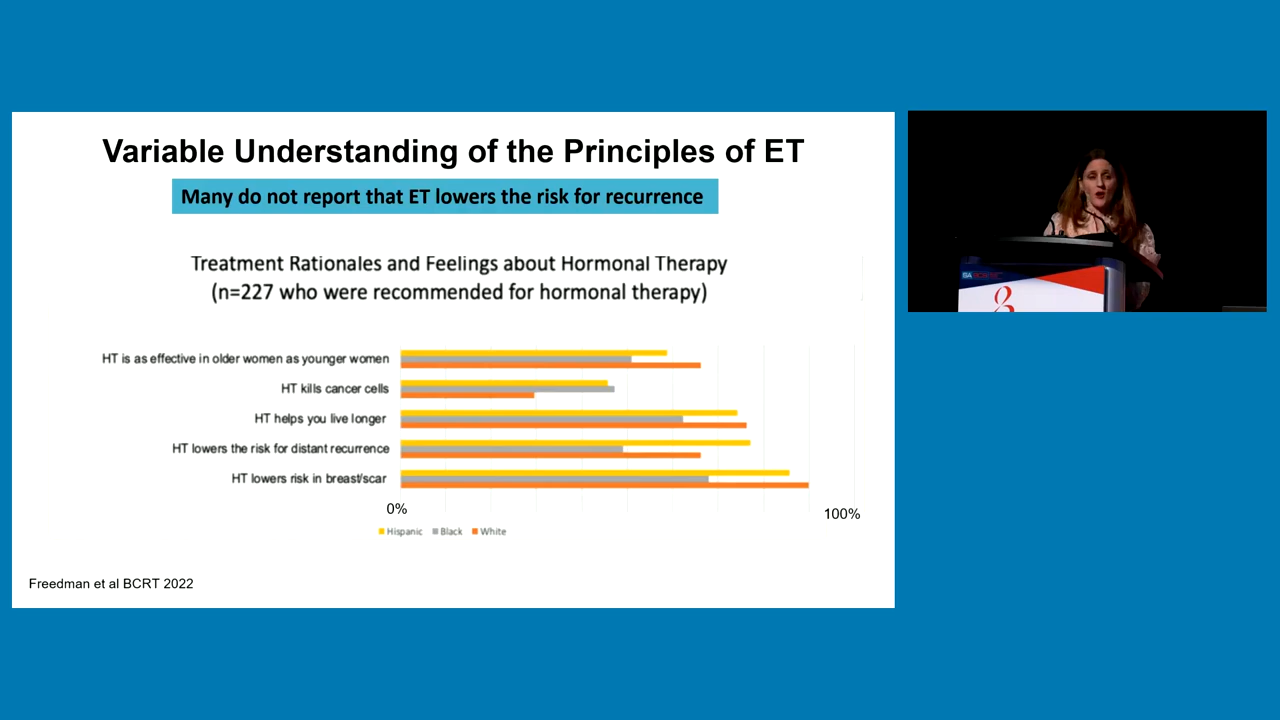 Variable Understanding of the Principles of ET
Many do not report that ET lowers the risk for recurrence
Treatment Rationales and Feelings about Hormonal Therapy
(n=227 who were recommended for hormonal therapy)
HT is as effective in older women as younger women
HT kills cancer cells
HT helps you live longer
HT lowers the risk for distant recurrence
HT lowers risk in breast/scar
0%
100%
Hispanic Black White
Freedman et al BCRT 2022